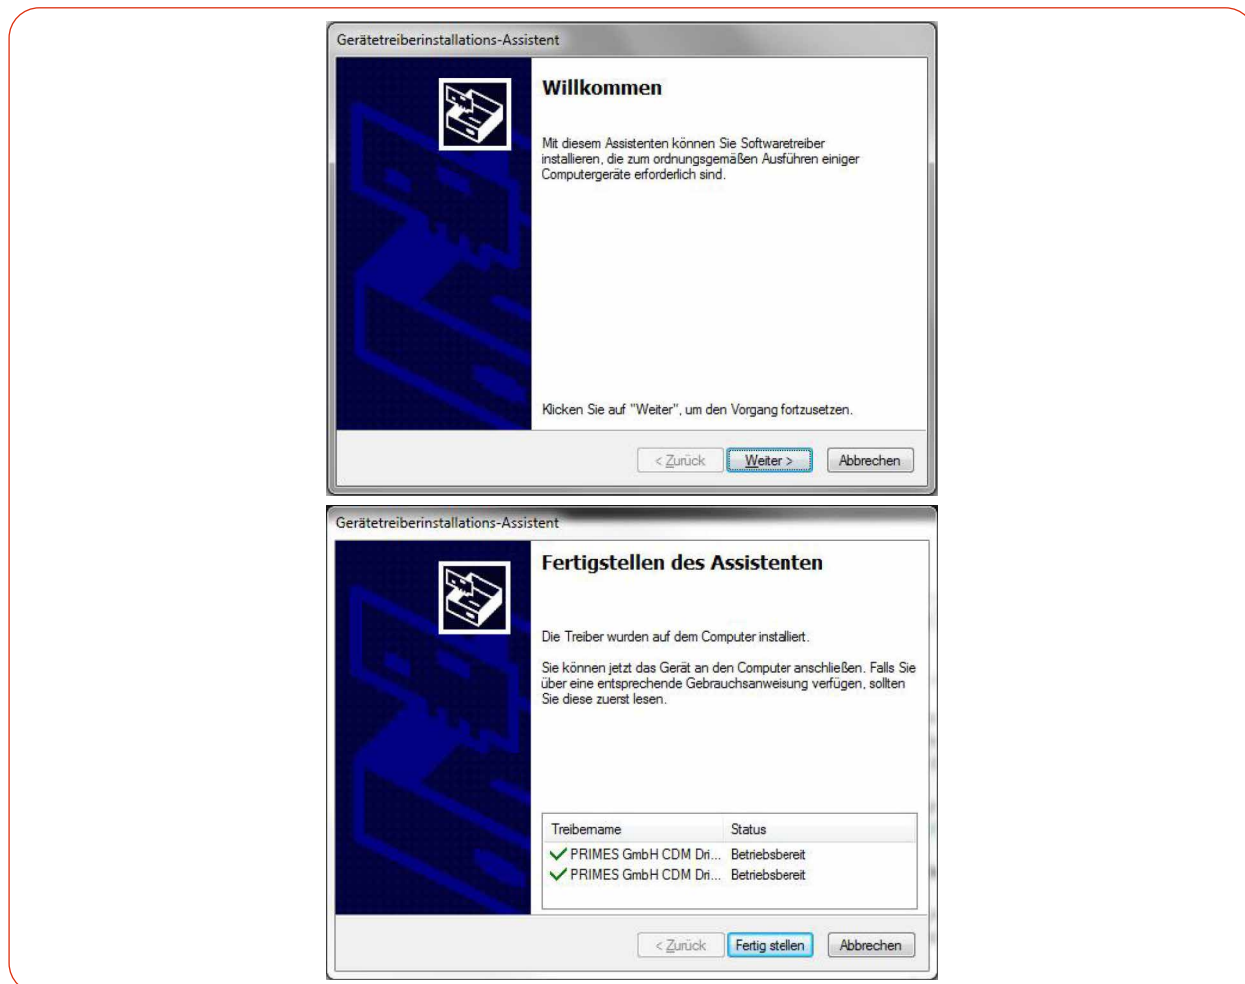 Gerätetreiberinstallations-Assistent
Willkommen
Mit diesem Assistenten können Sie Softwaretreiber
installieren, die zum ordnungsgemäßen Ausführen einiger
Computergeräte erforderlich sind.
Klicken Sie auf "Weiter", um den Vorgang fortzusetzen.
< Zurück Weiter > Abbrechen
Gerätetreiberinstallations-Assistent
Fertigstellen des Assistenten
Die Treiber wurden auf dem Computer installiert.
Sie können jetzt das Gerät an den Computer anschließen. Falls Sie
über eine entsprechende Gebrauchsanweisung verfügen, sollten
Sie diese zuerst lesen.
Treibername Status
PRIMES GmbH CDM Dri... Betriebsbereit
PRIMES GmbH CDM Dri... Betriebsbereit
< Zurück Fertig stellen Abbrechen